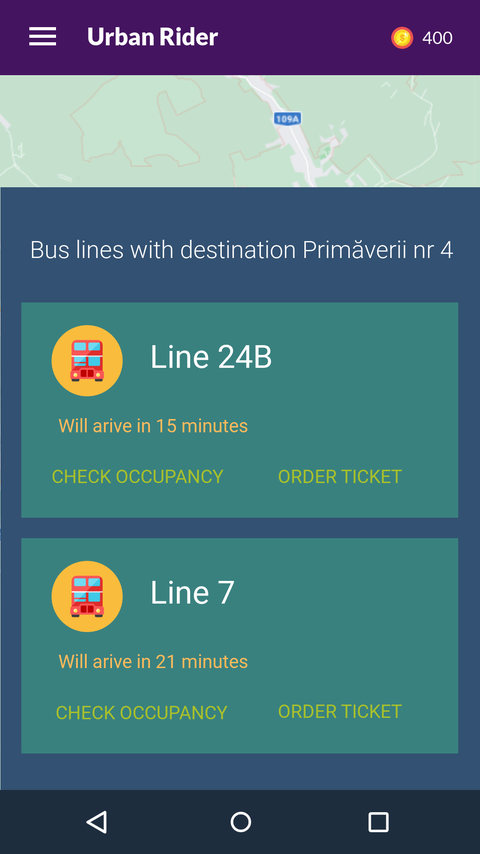 Urban Rider
400
109A
Bus lines with destination Primăverii nr 4
Line 24B
Will arive in 15 minutes
CHECK OCCUPANCY
ORDER TICKET
Line 7
Will arive in 21 minutes
CHECK OCCUPANCY
ORDER TICKET